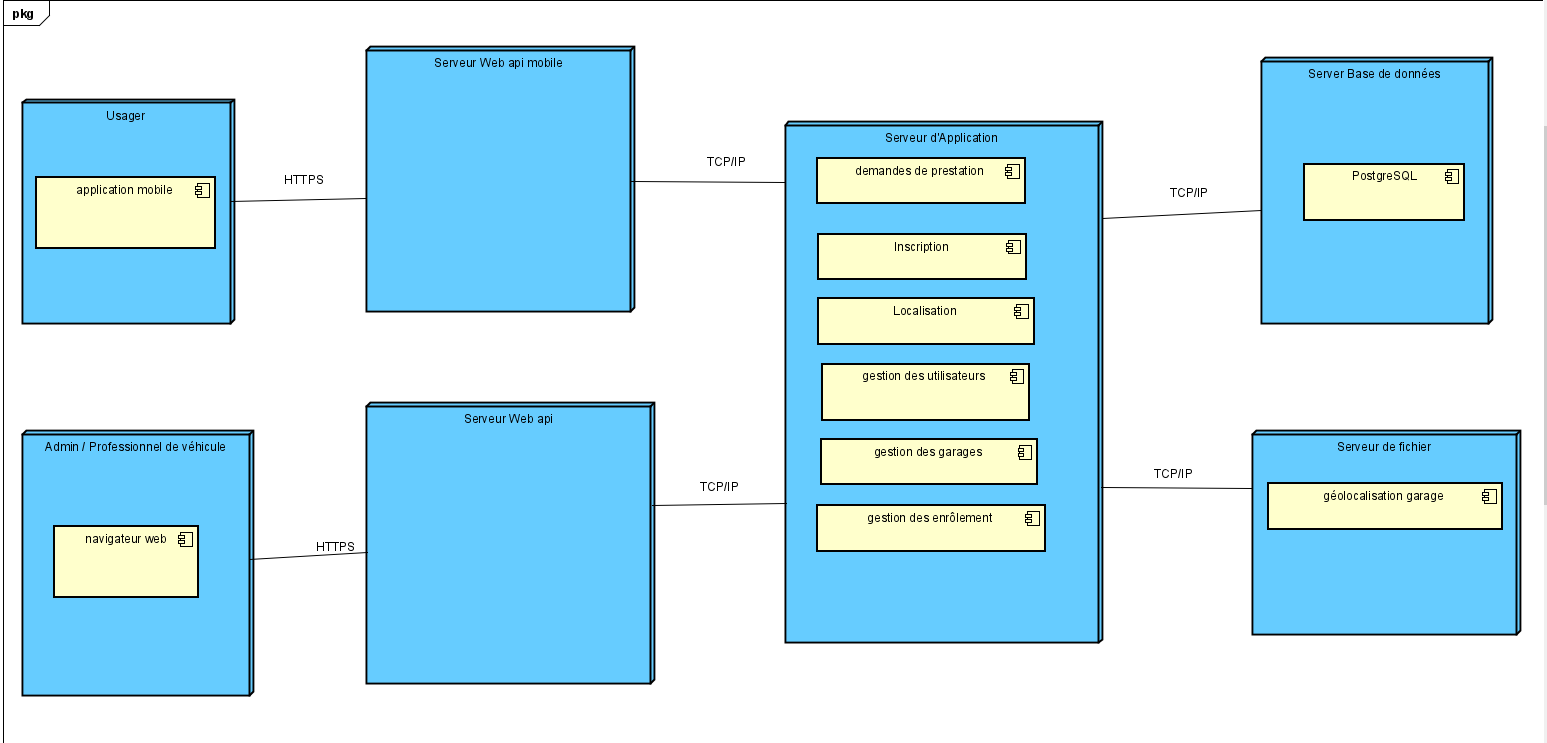 pkg
Usager
application mobile
HTTPS
Serveur Web api mobile
TCP/IP
Serveur d'Application
demandes de prestation
Inscription
Localisation
gestion des utilisateurs
gestion des garages
gestion des enrôlement
TCP/IP
Server Base de données
PostgreSQL
Admin / Professionnel de véhicule
navigateur web
HTTPS
Serveur Web api
TCP/IP
TCP/IP
Serveur de fichier
géolocalisation garage